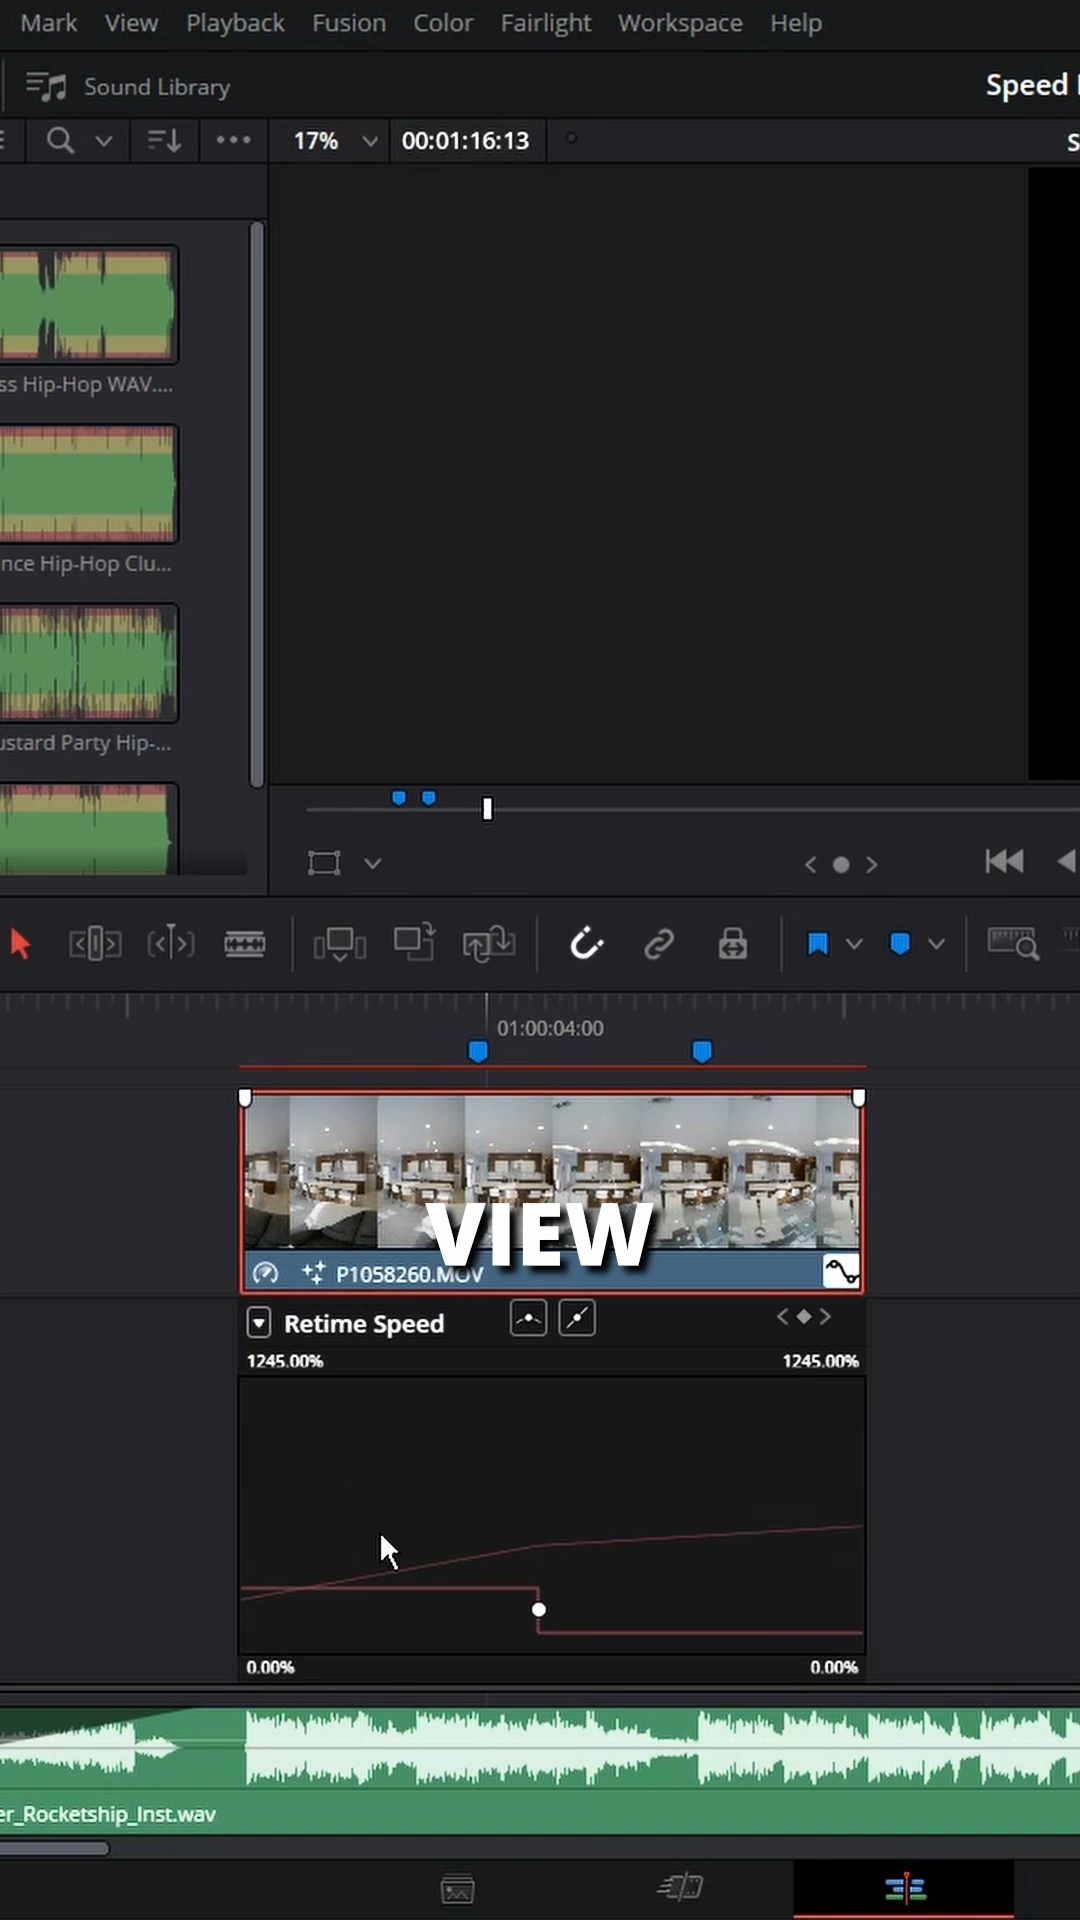 Mark View Playback Fusion Color Fairlight Workspace Help
Sound Library
Speed
17% 00:01:16:13
ss Hip-Hop WAV....
nce Hip-Hop Clu...
ustard Party Hip-...
01:00:04:00
VIEW
P1058260.MOV
Retime Speed
1245.00% 1245.00%
0.00% 0.00%
er_Rocketship_Inst.wav